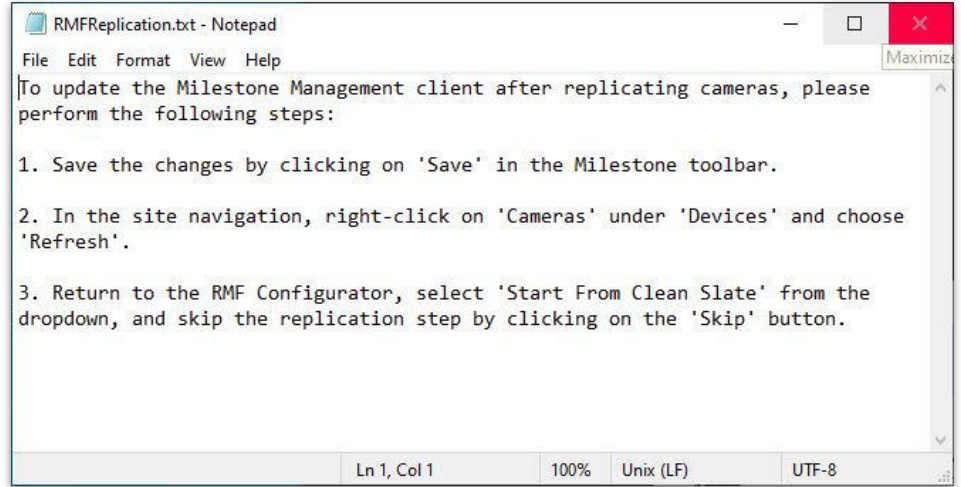 RMFReplication.txt - Notepad
File Edit Format View Help
To update the Milestone Management client after replicating cameras, please
perform the following steps:
1. Save the changes by clicking on 'Save' in the Milestone toolbar.
2. In the site navigation, right-click on 'Cameras' under 'Devices' and choose
'Refresh'.
3. Return to the RMF Configurator, select 'Start From Clean Slate' from the
dropdown, and skip the replication step by clicking on the 'Skip' button.
Ln 1, Col 1 100% Unix (LF) UTF-8